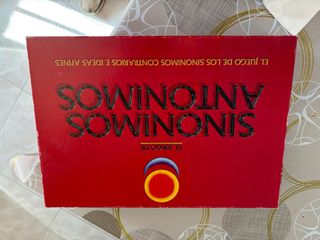 EL JUEGO DE
SINONIMOS
ANTONIMOS
EL JUEGO DE LOS SINONIMOS CONTRARIOS E IDEAS AFINES